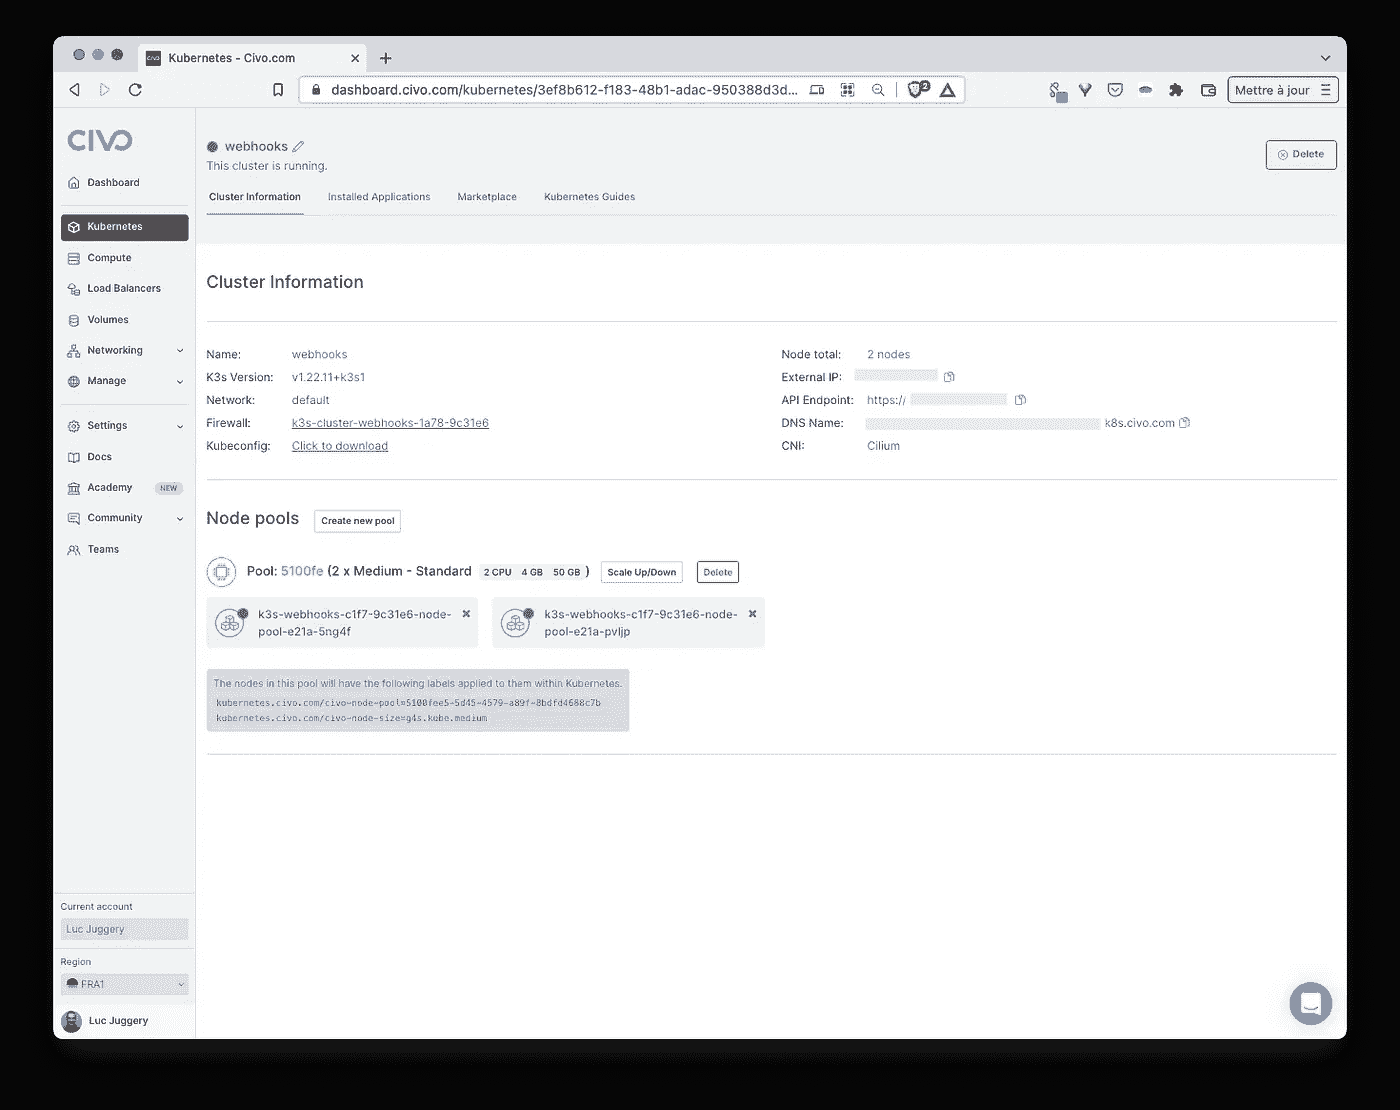 Kubernetes - Civo.com
dashboard.civo.com/kubernetes/3ef8b612-f183-48b1-adac-950388d3d...
2
Mettre à jour
CIVO
Dashboard
Kubernetes
Compute
Load Balancers
Volumes
Networking
Manage
Settings
Docs
Academy NEW
Community
Teams
Current account
Luc Juggery
Region
FRA1
Luc Juggery
webhooks
This cluster is running.
Delete
Cluster Information Installed Applications Marketplace Kubernetes Guides
Cluster Information
Name: webhooks
K3s Version: v1.22.11+k3s1
Network: default
Firewall: k3s-cluster-webhooks-1a78-9c31e6
Kubeconfig: Click to download
Node total: 2 nodes
External IP:
API Endpoint: https://
DNS Name: k8s.civo.com
CNI: Cilium
Node pools Create new pool
Pool: 5100fe (2 x Medium - Standard 2 CPU 4 GB 50 GB ) Scale Up/Down Delete
k3s-webhooks-c1f7-9c31e6-node-
pool-e21a-5ng4f
k3s-webhooks-c1f7-9c31e6-node-
pool-e21a-pvljp
The nodes in this pool will have the following labels applied to them within Kubernetes.
kubernetes.civo.com/civo-node-pool=5100fee5-5d45-4579-a89f-8bdfd4688c7b
kubernetes.civo.com/civo-node-size=g4s.kube.medium